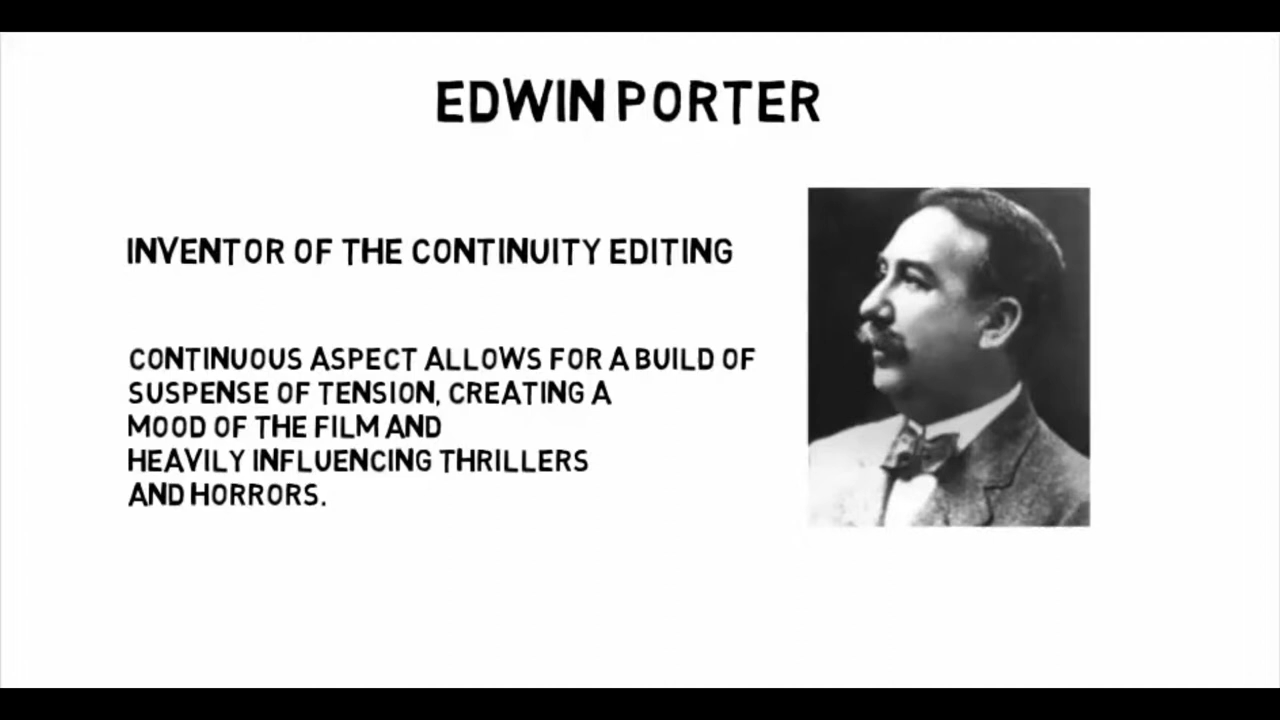 EDWIN PORTER
INVENTOR OF THE CONTINUITY EDITING
CONTINUOUS ASPECT ALLOWS FOR A BUILD OF
SUSPENSE OF TENSION, CREATING A
MOOD OF THE FILM AND
HEAVILY INFLUENCING THRILLERS
AND HORRORS.